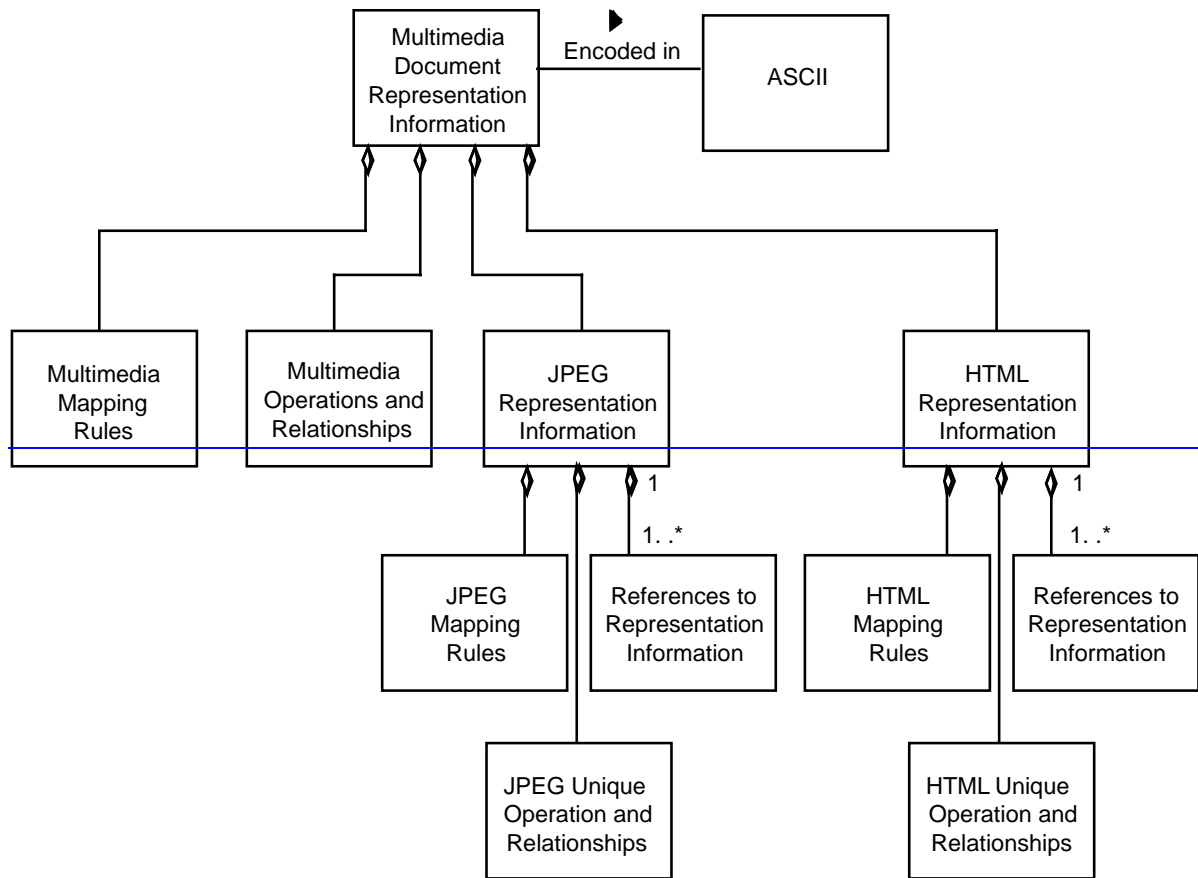 Multimedia
Document
Representation
Information
Encoded in
ASCII
Multimedia
Mapping
Rules
Multimedia
Operations and
Relationships
JPEG
Representation
Information
HTML
Representation
Information
1
1. .*
1
1. .*
JPEG
Mapping
Rules
References to
Representation
Information
HTML
Mapping
Rules
References to
Representation
Information
JPEG Unique
Operation and
Relationships
HTML Unique
Operation and
Relationships